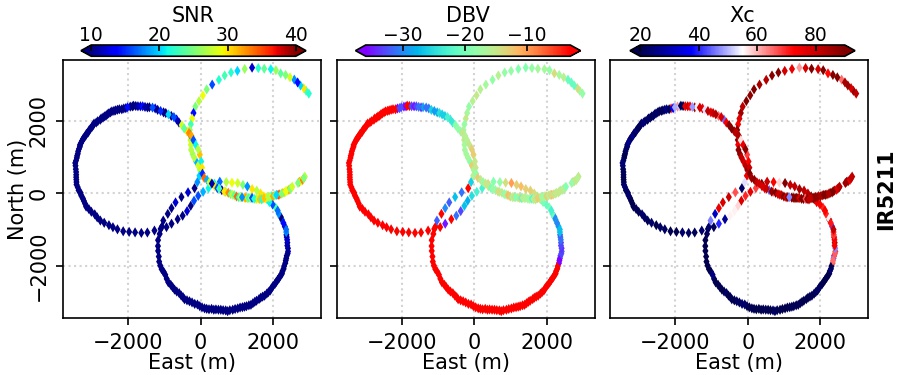 SNR DBV Xc
10 20 30 40 −30 −20 −10 20 40 60 80
2000
0
−2000
North (m)
IR5211
−2000 0 2000 −2000 0 2000 −2000 0 2000
East (m) East (m) East (m)